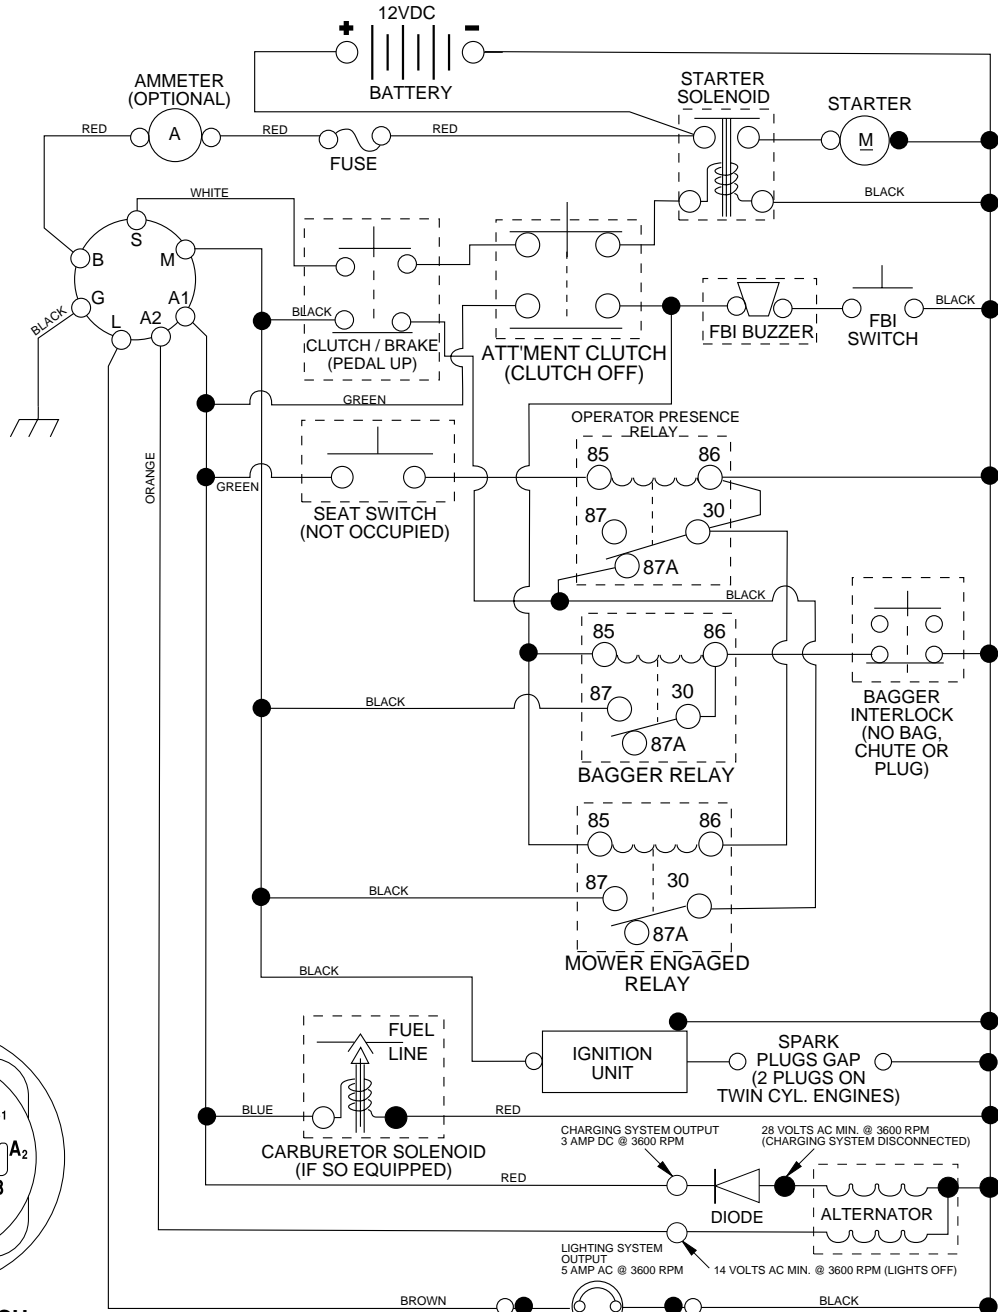 12VDC
+
-
BATTERY
AMMETER
(OPTIONAL)
STARTER
SOLENOID
STARTER
RED
A
RED
FUSE
RED
M
WHITE
BLACK
S
B
M
G
A1
A2
L
BLACK
BLACK
CLUTCH / BRAKE
(PEDAL UP)
ATT'MENT CLUTCH
(CLUTCH OFF)
FBI BUZZER
FBI
SWITCH
BLACK
GREEN
OPERATOR PRESENCE
RELAY
ORANGE
GREEN
SEAT SWITCH
(NOT OCCUPIED)
85
86
87
30
87A
BLACK
85
86
87
30
87A
BLACK
BAGGER RELAY
BAGGER
INTERLOCK
(NO BAG,
CHUTE OR
PLUG)
85
86
87
30
87A
BLACK
MOWER ENGAGED
RELAY
BLACK
FUEL
LINE
IGNITION
UNIT
SPARK
PLUGS GAP
(2 PLUGS ON
TWIN CYL. ENGINES)
BLUE
RED
CARBURETOR SOLENOID
(IF SO EQUIPPED)
CHARGING SYSTEM OUTPUT
3 AMP DC @ 3600 RPM
28 VOLTS AC MIN. @ 3600 RPM
(CHARGING SYSTEM DISCONNECTED)
RED
DIODE
ALTERNATOR
LIGHTING SYSTEM
OUTPUT
5 AMP AC @ 3600 RPM
14 VOLTS AC MIN. @ 3600 RPM (LIGHTS OFF)
BROWN
BLACK
1
A2